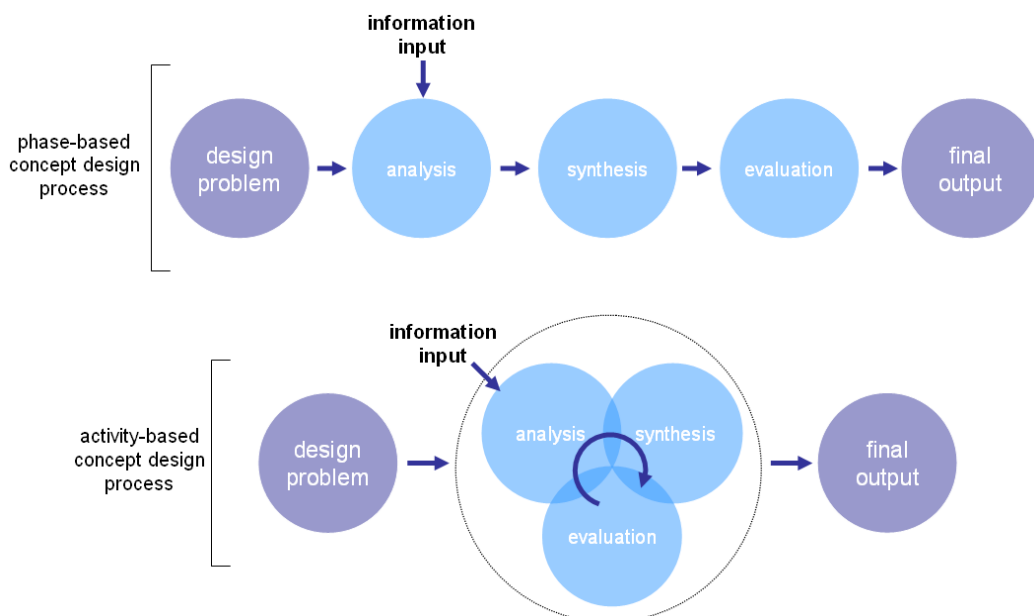 information
input
phase-based
concept design
process
design
problem
analysis
synthesis
evaluation
final
output
information
input
activity-based
concept design
process
design
problem
analysis
synthesis
evaluation
final
output